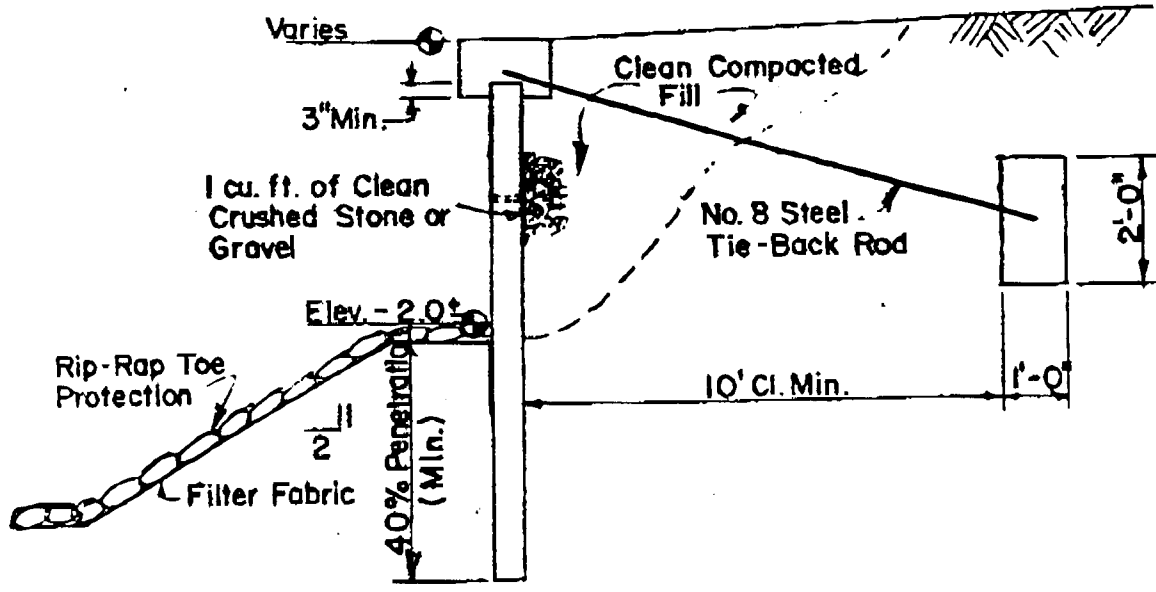 Varies
Clean Compacted
Fill
3" Min.
1 cu. ft. of Clean
Crushed Stone or
Gravel
No. 8 Steel
Tie-Back Rod
2'-0"
Elev. - 2.0'
Rip-Rap Toe
Protection
10' Cl. Min.
1'-0"
1
2
40% Penetration
(Min.)
Filter Fabric